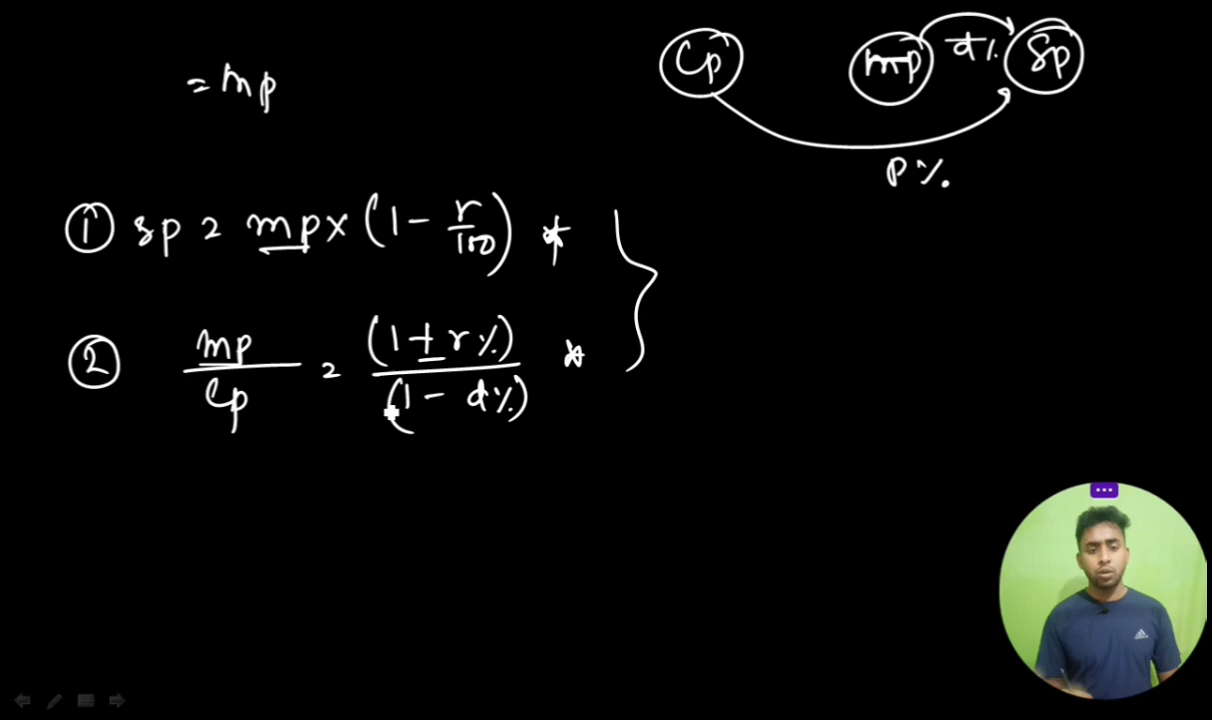 = mp
Cp mp d% Sp
P%
① sp = mp x (1 - r/100) *
② mp/cp = (1 + r%)/(1 - d%) *